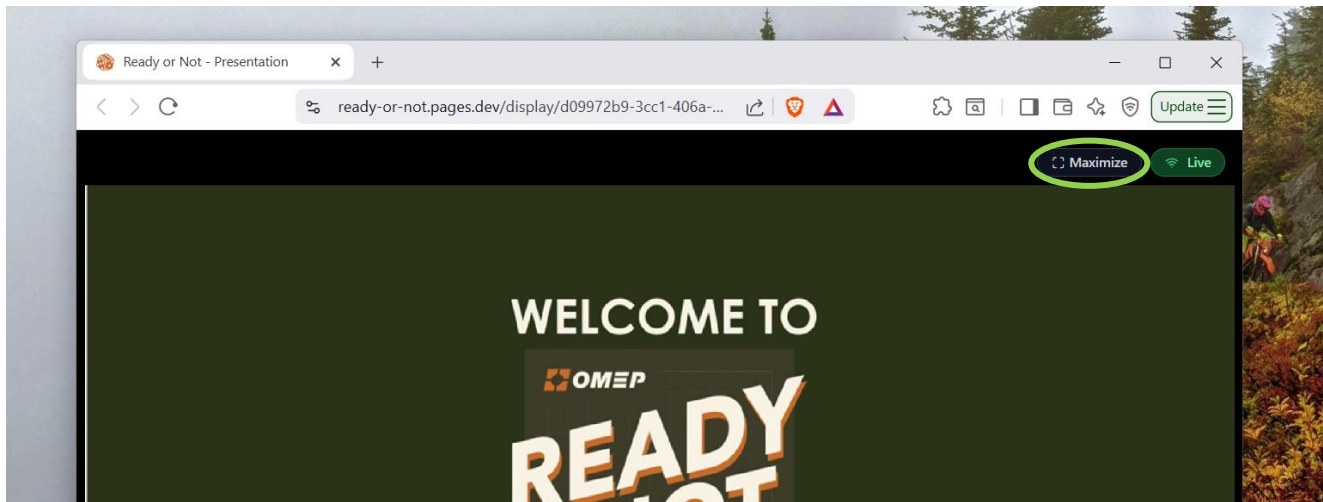 Ready or Not - Presentation
ready-or-not.pages.dev/display/d09972b9-3cc1-406a-...
Update
Maximize
Live
WELCOME TO
OMEP
READY
NOT